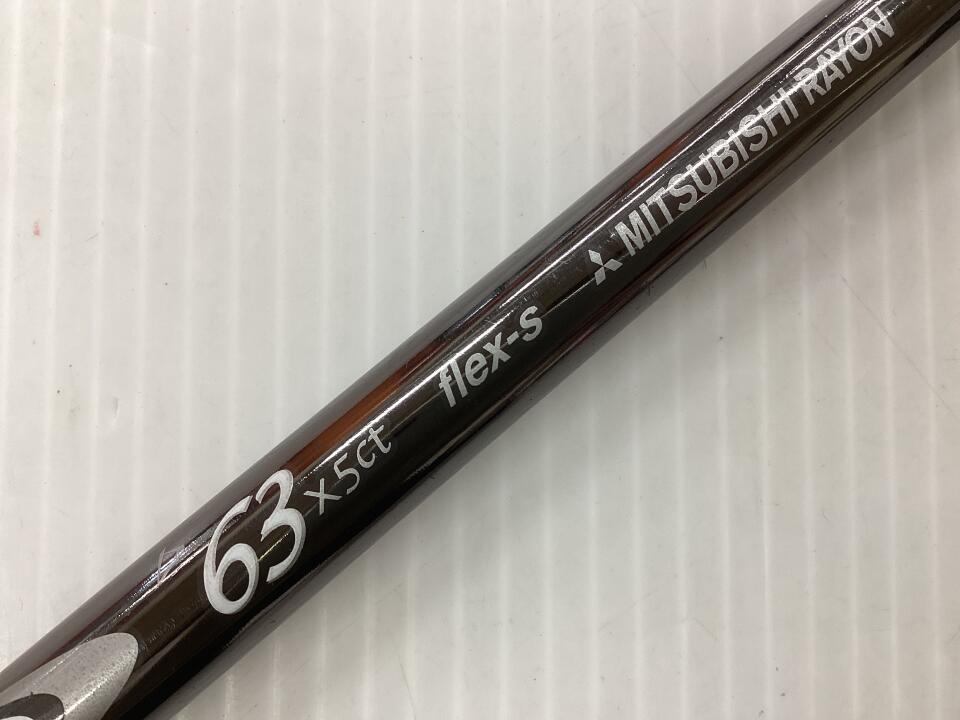 63 x5ct flex-s MITSUBISHI RAYON